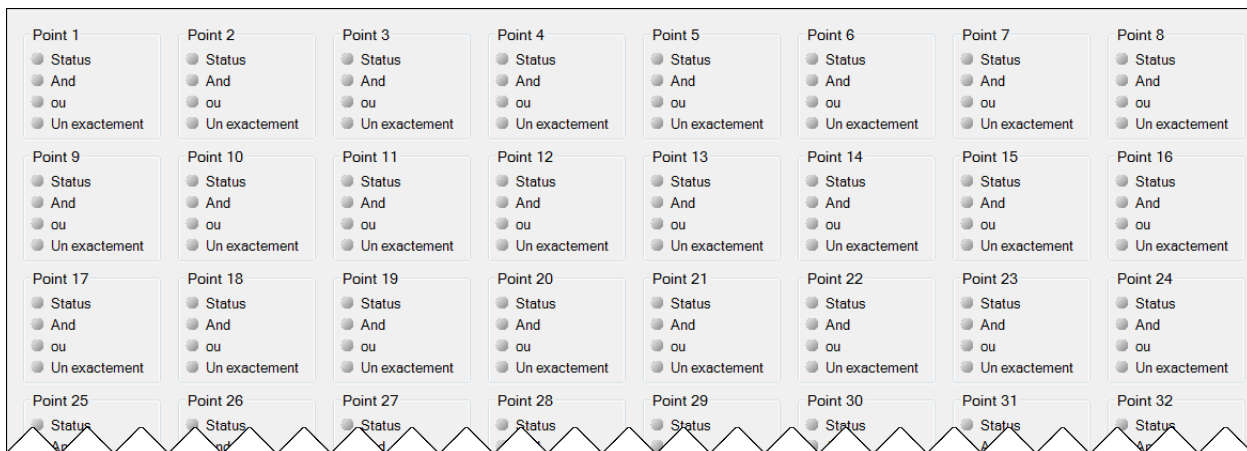 Point 1 Point 2 Point 3 Point 4 Point 5 Point 6 Point 7 Point 8
Status Status Status Status Status Status Status Status
And And And And And And And And
ou ou ou ou ou ou ou ou
Un exactement Un exactement Un exactement Un exactement Un exactement Un exactement Un exactement Un exactement
Point 9 Point 10 Point 11 Point 12 Point 13 Point 14 Point 15 Point 16
Status Status Status Status Status Status Status Status
And And And And And And And And
ou ou ou ou ou ou ou ou
Un exactement Un exactement Un exactement Un exactement Un exactement Un exactement Un exactement Un exactement
Point 17 Point 18 Point 19 Point 20 Point 21 Point 22 Point 23 Point 24
Status Status Status Status Status Status Status Status
And And And And And And And And
ou ou ou ou ou ou ou ou
Un exactement Un exactement Un exactement Un exactement Un exactement Un exactement Un exactement Un exactement
Point 25 Point 26 Point 27 Point 28 Point 29 Point 30 Point 31 Point 32
Status Status Status Status Status Status Status Status